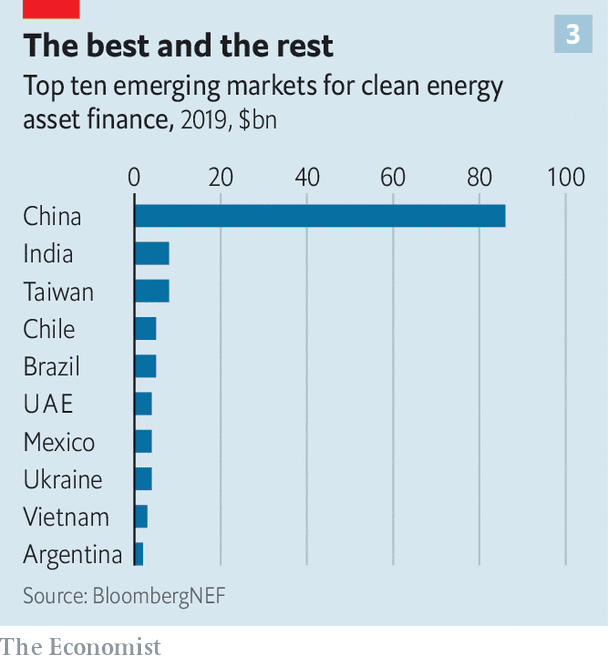 The best and the rest
3
Top ten emerging markets for clean energy
asset finance, 2019, $bn
0 20 40 60 80 100
China
India
Taiwan
Chile
Brazil
UAE
Mexico
Ukraine
Vietnam
Argentina
Source: BloombergNEF
The Economist